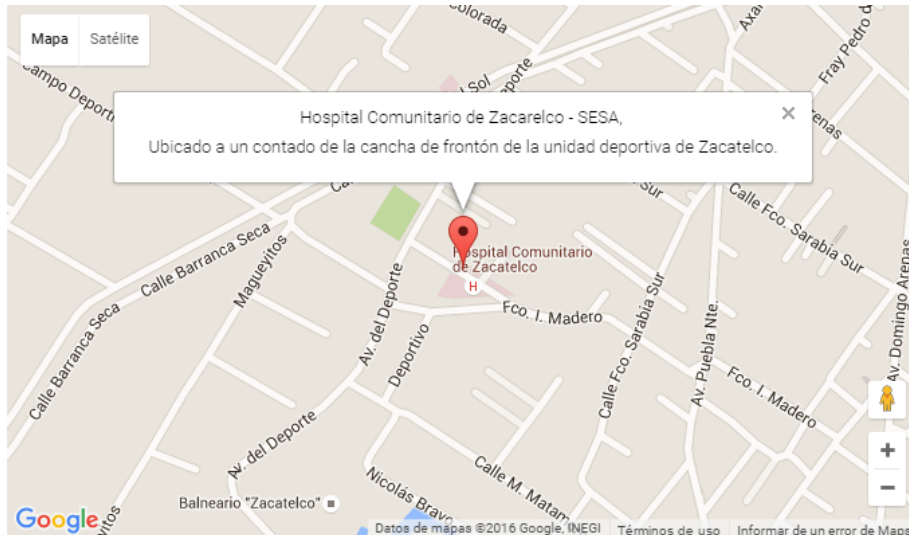 Mapa
Satélite
Colorada
Campo Deport
Sol
Deporte
Fray Pedro d
Arenas
Hospital Comunitario de Zacarelco - SESA,
Ubicado a un contado de la cancha de frontón de la unidad deportiva de Zacatelco.
×
Sur
Calle Fco. Sarabia Sur
Calle Barranca Seca
Magueyitos
Hospital Comunitario
de Zacatelco
H
Fco. I. Madero
Av. del Deporte
Deportivo
Calle Fco. Sarabia Sur
Av. Puebla Nte.
Av. Domingo Arenas
Calle Barranca Seca
Fco. I. Madero
Av. del Deporte
Calle M. Matam
Nicolás Bravo
Balneario "Zacatelco"
+
−
Google
Datos de mapas ©2016 Google, INEGI
Términos de uso
Informar de un error de Maps